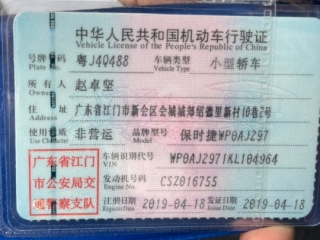 中华人民共和国机动车行驶证
Vehicle License of the People's Republic of China
号牌号码 粤J4Q488 车辆类型 小型轿车
Plate No. Vehicle Type
所有人 赵卓坚
Owner
住址 广东省江门市新会区会城城郊绍德里新村10巷2号
Address
使用性质 非营运 品牌型号 保时捷WP0AJ297
Use Character Model
广东省江门
市公安局交
通警察支队
车辆识别代号 WP0AJ2971KL104964
VIN
发动机号码 CSZ016755
Engine No.
注册日期 2019-04-18 发证日期 2019-04-18
Register Date Issue Date